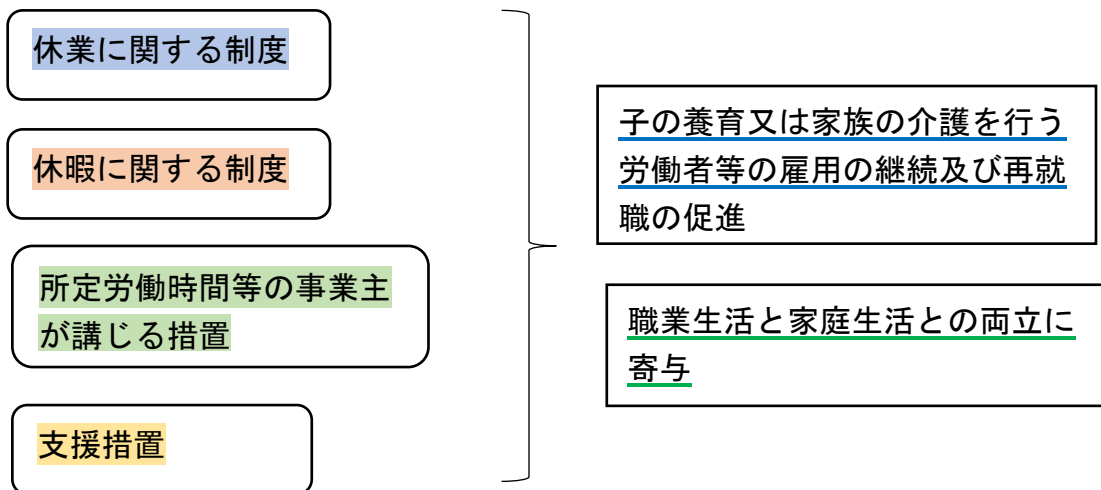 休業に関する制度
休暇に関する制度
所定労働時間等の事業主
が講じる措置
支援措置
子の養育又は家族の介護を行う
労働者等の雇用の継続及び再就
職の促進
職業生活と家庭生活との両立に
寄与